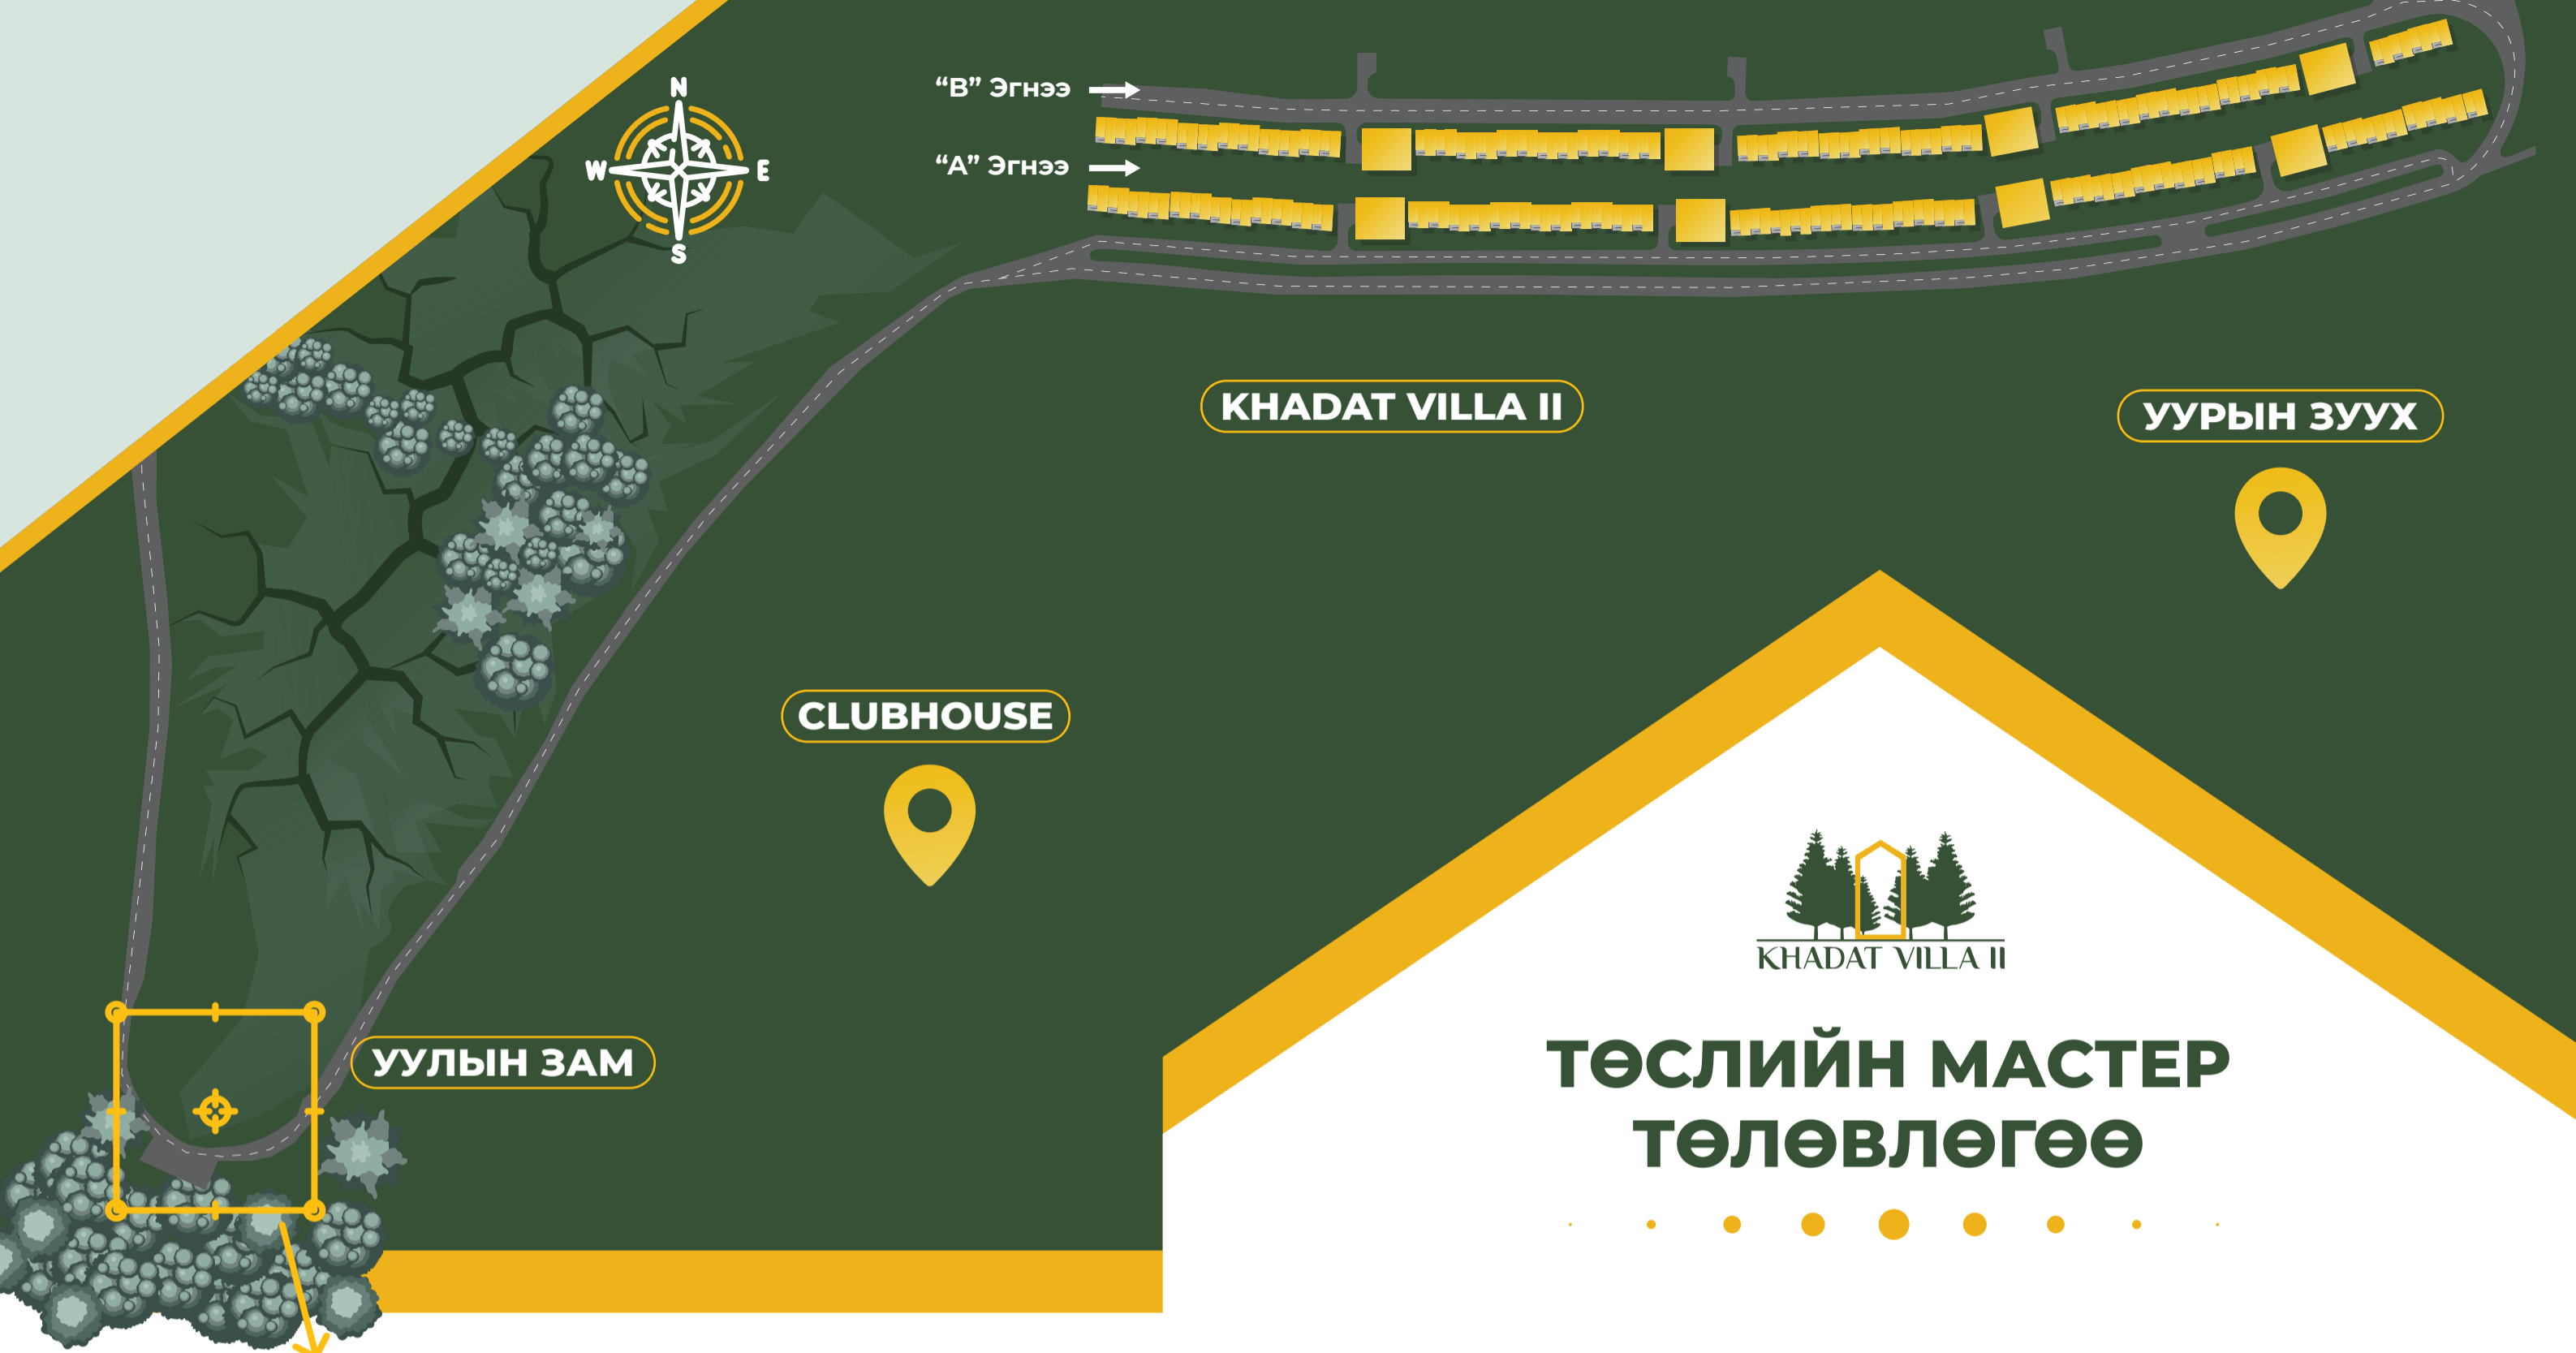 N
W
E
S
“B” Эгнээ
“A” Эгнээ
KHADAT VILLA II
УУРЫН ЗУУХ
CLUBHOUSE
УУЛЫН ЗАМ
KHADAT VILLA II
ТӨСЛИЙН МАСТЕР
ТӨЛӨВЛӨГӨӨ